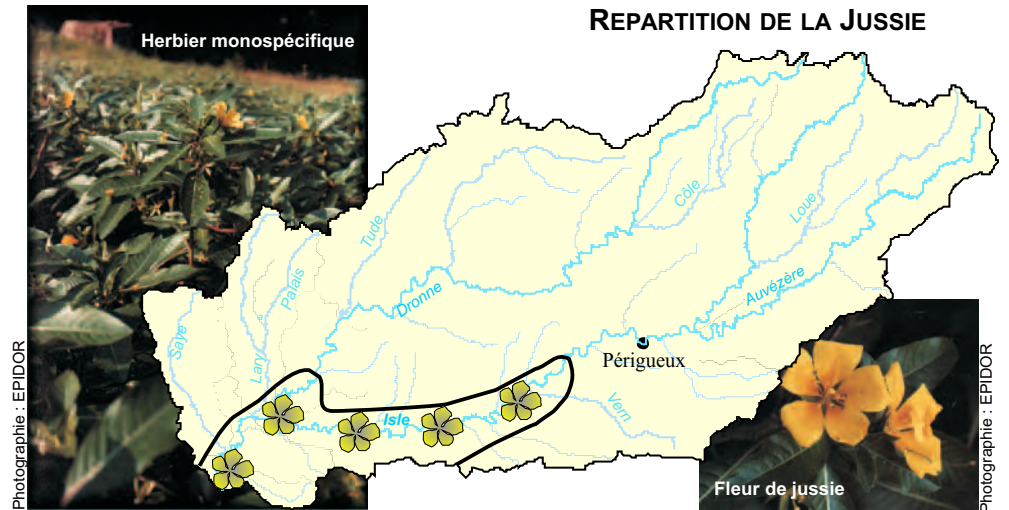 REPARTITION DE LA JUSSIE
Herbier monospécifique
Tude
Côle
Loue
Palais
Dronne
Auvézère
Saye
Lary
Périgueux
Isle
Vern
Fleur de jussie
Photographie : EPIDOR
Photographie : EPIDOR